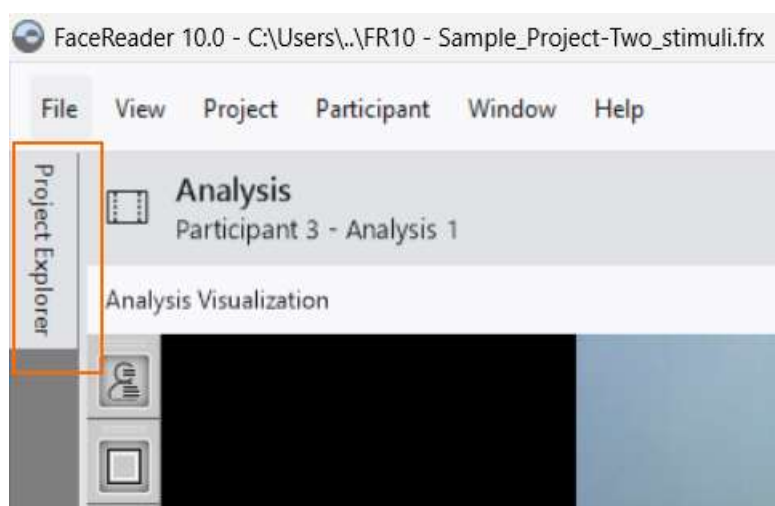 FaceReader 10.0 - C:\Users\..\FR10 - Sample_Project-Two_stimuli.frx
File View Project Participant Window Help
Project Explorer
Analysis
Participant 3 - Analysis 1
Analysis Visualization